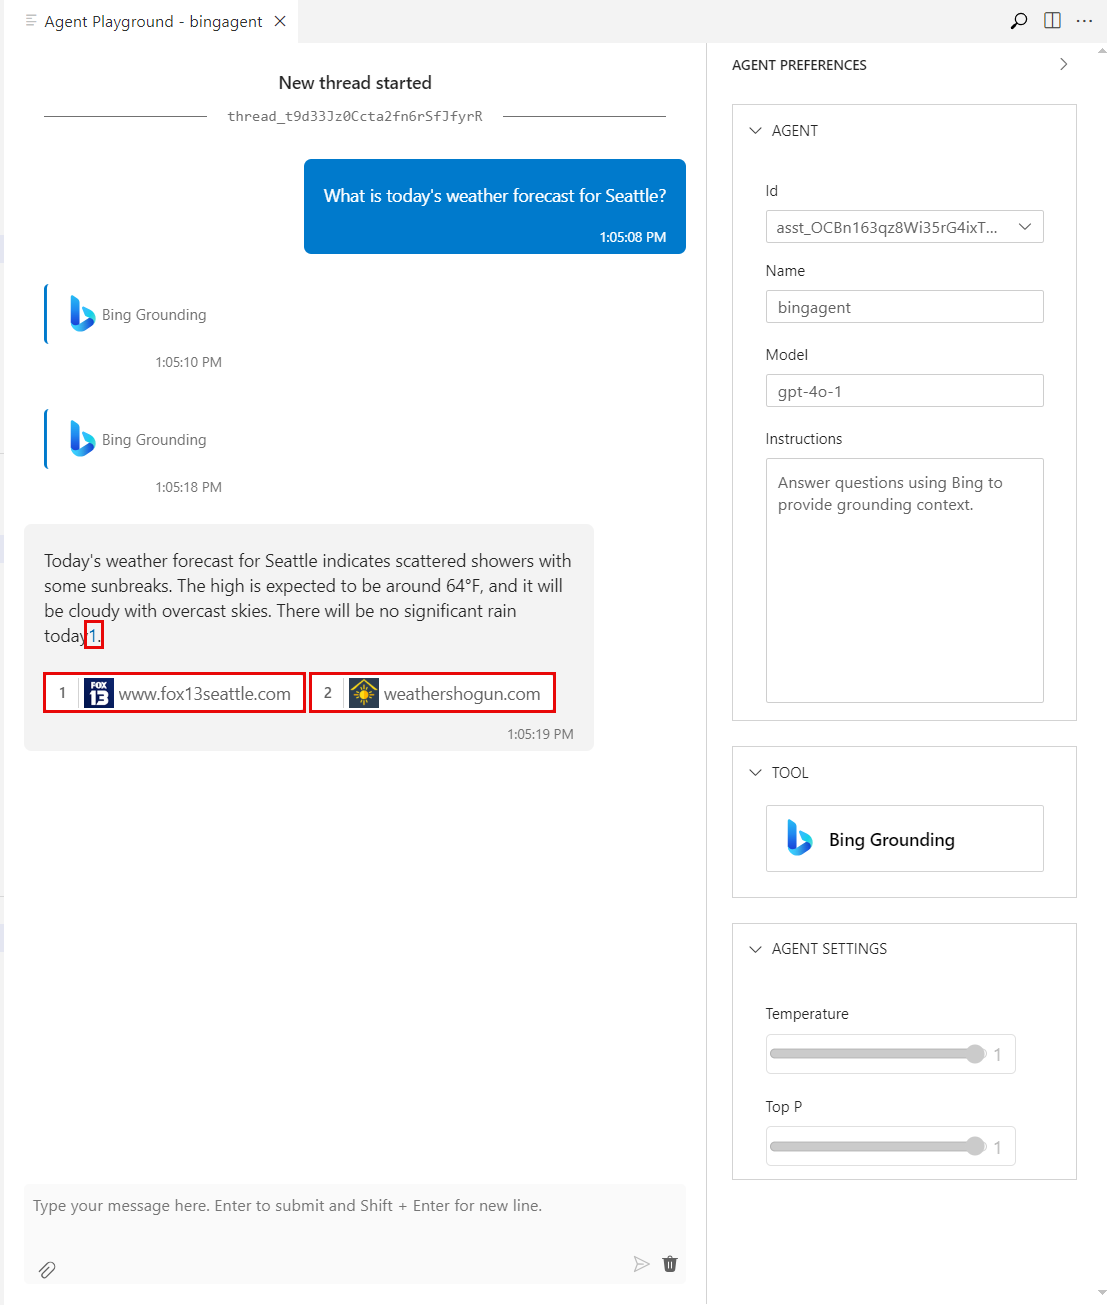 Agent Playground - bingagent
New thread started
thread_t9d33Jz0Ccta2fn6rSfJfyrR
What is today's weather forecast for Seattle?
1:05:08 PM
Bing Grounding
1:05:10 PM
Bing Grounding
1:05:18 PM
Today's weather forecast for Seattle indicates scattered showers with
some sunbreaks. The high is expected to be around 64°F, and it will
be cloudy with overcast skies. There will be no significant rain
today1.
1 FOX 13 www.fox13seattle.com 2 weathershogun.com
1:05:19 PM
Type your message here. Enter to submit and Shift + Enter for new line.
AGENT PREFERENCES
AGENT
Id
asst_OCBn163qz8Wi35rG4ixT...
Name
bingagent
Model
gpt-4o-1
Instructions
Answer questions using Bing to
provide grounding context.
TOOL
Bing Grounding
AGENT SETTINGS
Temperature
1
Top P
1